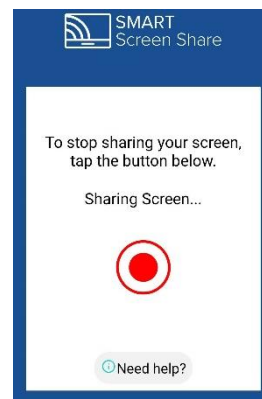 SMART
Screen Share
To stop sharing your screen,
tap the button below.
Sharing Screen...
Need help?